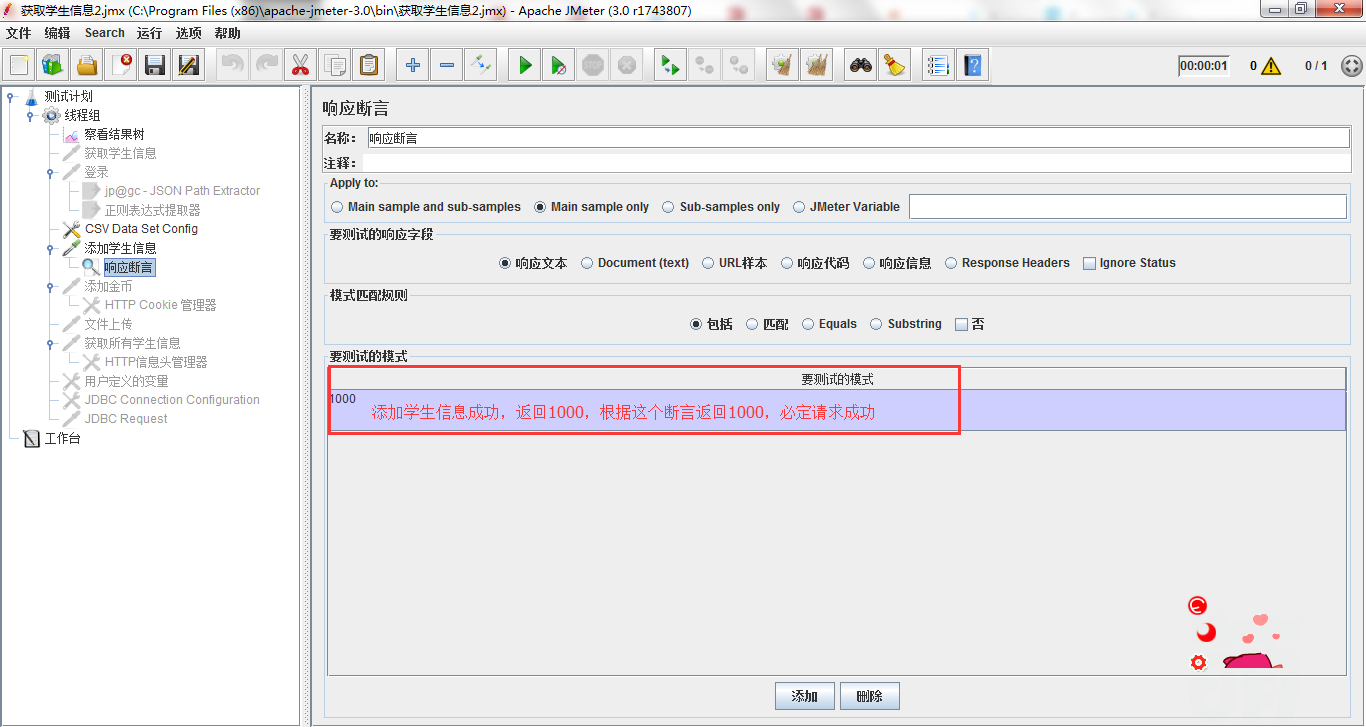 获取学生信息2.jmx (C:\Program Files (x86)\apache-jmeter-3.0\bin\获取学生信息2.jmx) - Apache JMeter (3.0 r1743807)
文件 编辑 Search 运行 选项 帮助
STOP 00:00:01 0 0 / 1
测试计划
线程组
察看结果树
获取学生信息
登录
jp@gc - JSON Path Extractor
正则表达式提取器
CSV Data Set Config
添加学生信息
响应断言
添加金币
HTTP Cookie 管理器
文件上传
获取所有学生信息
HTTP信息头管理器
用户定义的变量
JDBC Connection Configuration
JDBC Request
工作台
响应断言
名称： 响应断言
注释：
Apply to:
Main sample and sub-samples Main sample only Sub-samples only JMeter Variable
要测试的响应字段
响应文本 Document (text) URL样本 响应代码 响应信息 Response Headers Ignore Status
模式匹配规则
包括 匹配 Equals Substring 否
要测试的模式
要测试的模式
1000
添加学生信息成功，返回1000，根据这个断言返回1000，必定请求成功
添加 删除